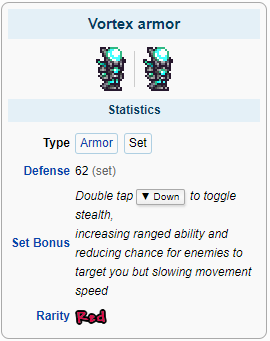 Vortex armor
Statistics
Type Armor Set
Defense 62 (set)
Double tap ▼ Down to toggle
stealth,
increasing ranged ability and
Set Bonus reducing chance for enemies to
target you but slowing movement
speed
Rarity Red